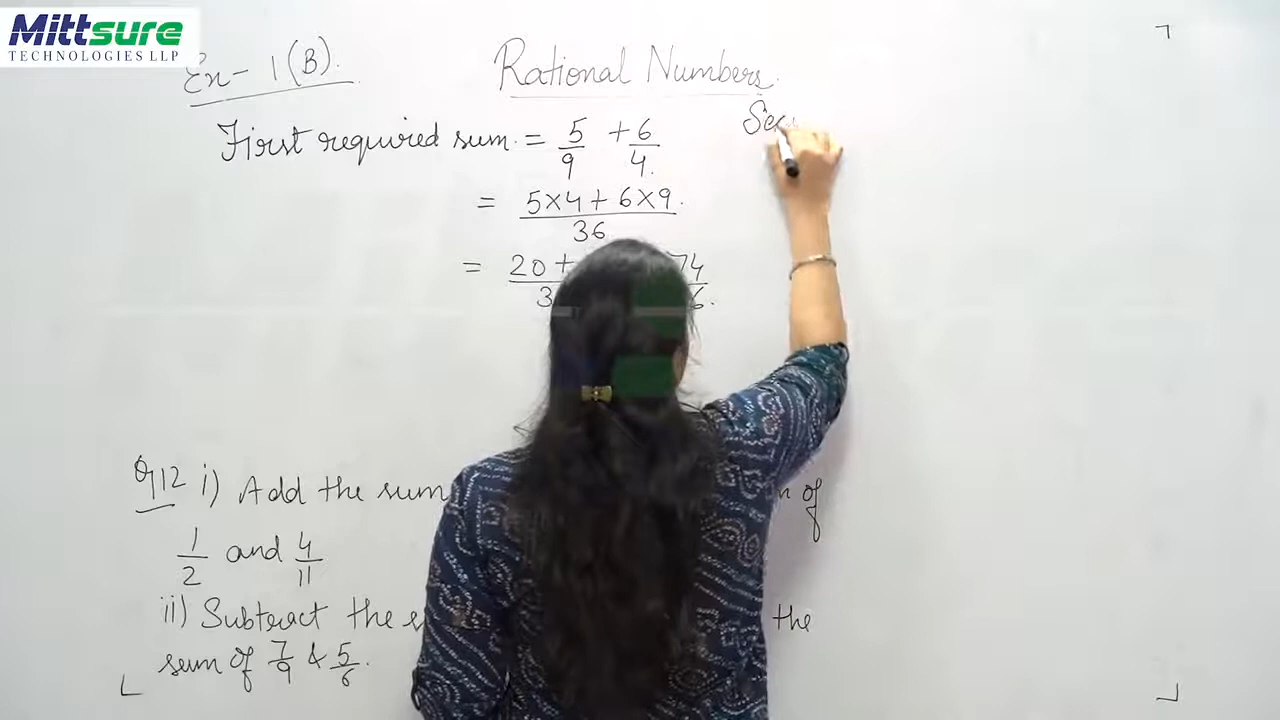 Mittsure
TECHNOLOGIES LLP
Ex- 1(B).
Rational Numbers.
First required sum. = 5/9 + 6/4.
= 5×4 + 6×9. / 36
= 20 + 74
Q12 i) Add the sum of
1/2 and 4/11
ii) Subtract the the
sum of 7/9 & 5/6.